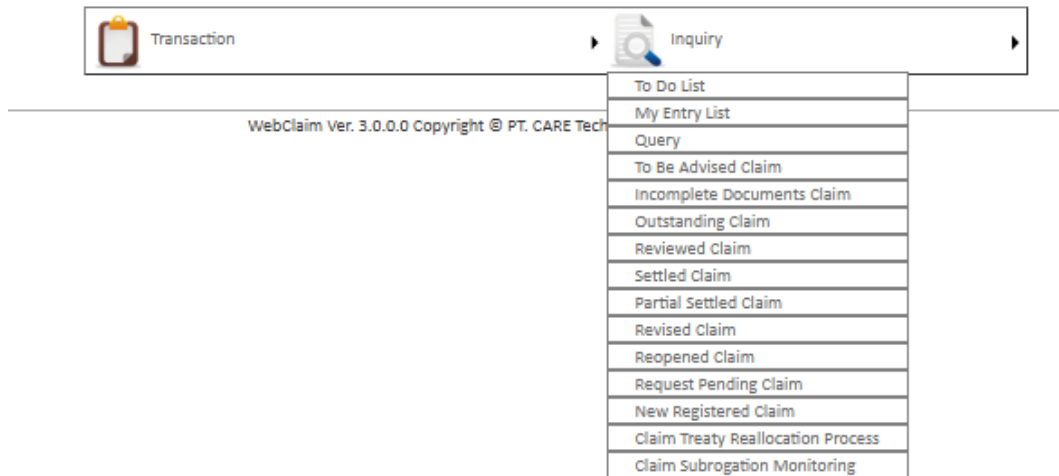 Transaction
Inquiry
To Do List
My Entry List
WebClaim Ver. 3.0.0.0 Copyright © PT. CARE Tech
Query
To Be Advised Claim
Incomplete Documents Claim
Outstanding Claim
Reviewed Claim
Settled Claim
Partial Settled Claim
Revised Claim
Reopened Claim
Request Pending Claim
New Registered Claim
Claim Treaty Reallocation Process
Claim Subrogation Monitoring